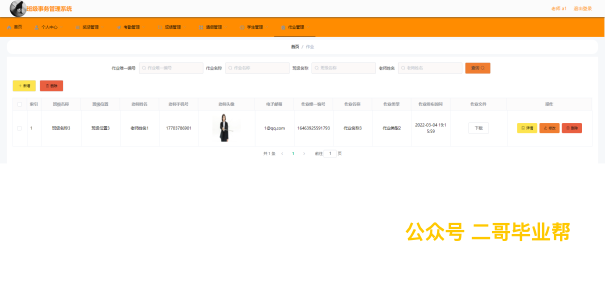 班级事务管理系统
老师 a1 退出登录
首页 个人中心 班级管理 考勤管理 成绩管理 缴费管理 学生管理 作业管理
首页 / 作业
作业唯一编号 作业唯一编号 作业名称 作业名称 班级名称 班级名称 老师姓名 老师姓名 查询
新增 删除
索引 班级名称 班级位置 老师姓名 老师手机号 老师头像 电子邮箱 作业唯一编号 作业名称 作业类型 作业发布时间 作业文件 操作
1 班级名称1 班级位置1 老师姓名1 17703786901 1@qq.com 16463925591795 作业名称1 作业类型2 2022-03-04 19:15:59 下载 详情 修改 删除
共 1 条 1 前往 1 页
公众号 二哥毕业帮